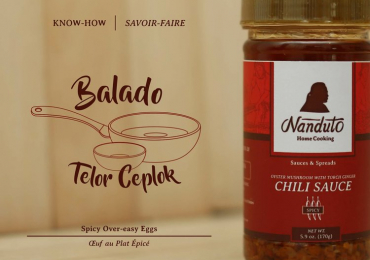 KNOW-HOW | SAVOIR-FAIRE
Balado
Telor Ceplok
Spicy Over-easy Eggs
Œuf au Plat Épicé
Nanduto
Home Cooking
Sauces & Spreads
OYSTER MUSHROOM WITH TORCH GINGER
CHILI SAUCE
SPICY
NET WT
5.9 oz. (170g)